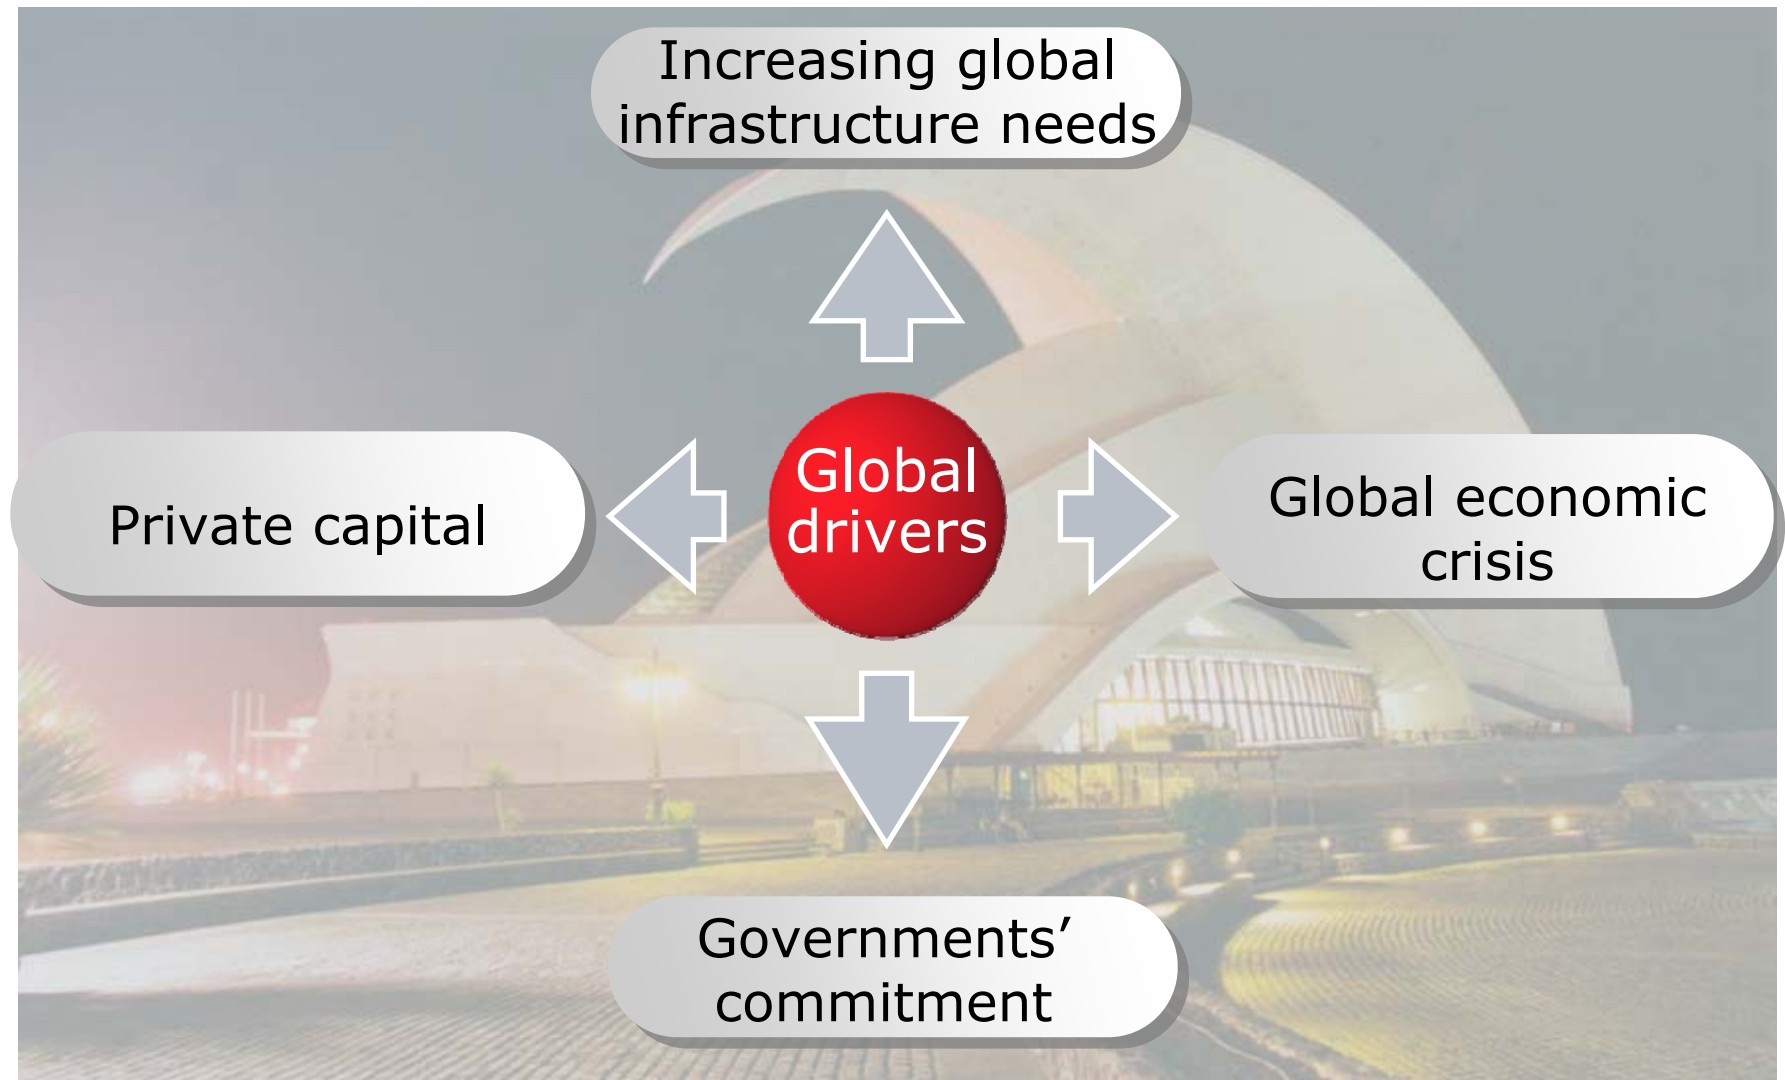 Increasing global
infrastructure needs
Private capital
Global
drivers
Global economic
crisis
Governments’
commitment